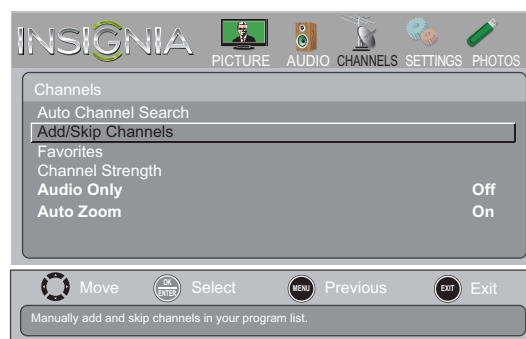 INSIGNIA
PICTURE AUDIO CHANNELS SETTINGS PHOTOS
Channels
Auto Channel Search
Add/Skip Channels
Favorites
Channel Strength
Audio Only Off
Auto Zoom On
Move OK ENTER Select MENU Previous EXIT Exit
Manually add and skip channels in your program list.